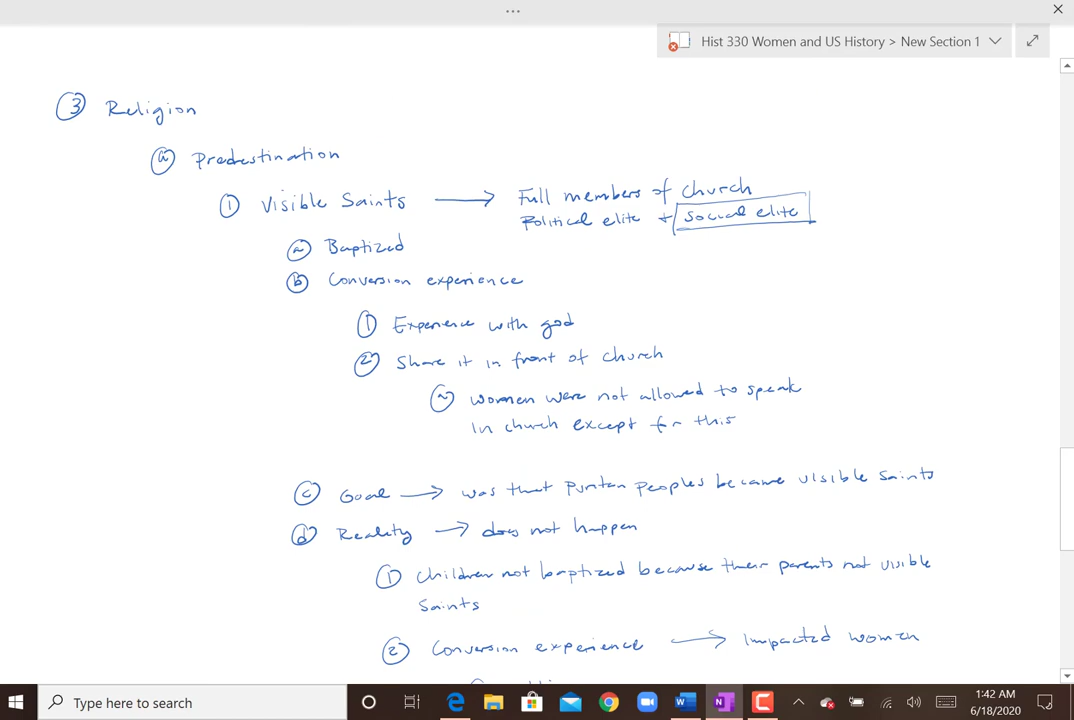 ...
Hist 330 Women and US History > New Section 1
③ Religion
ⓐ Predestination
① Visible Saints → Full members of church
Political elite + social elite
ⓐ Baptized
ⓑ Conversion experience
① Experience with god
② Share it in front of church
ⓐ women were not allowed to speak
in church except for this
ⓒ Goal → was that Puritan Peoples became visible saints
ⓓ Reality → does not happen
① children not baptized because their parents not visible
saints
② Conversion experience → Impacted women
Type here to search
1:42 AM
6/18/2020